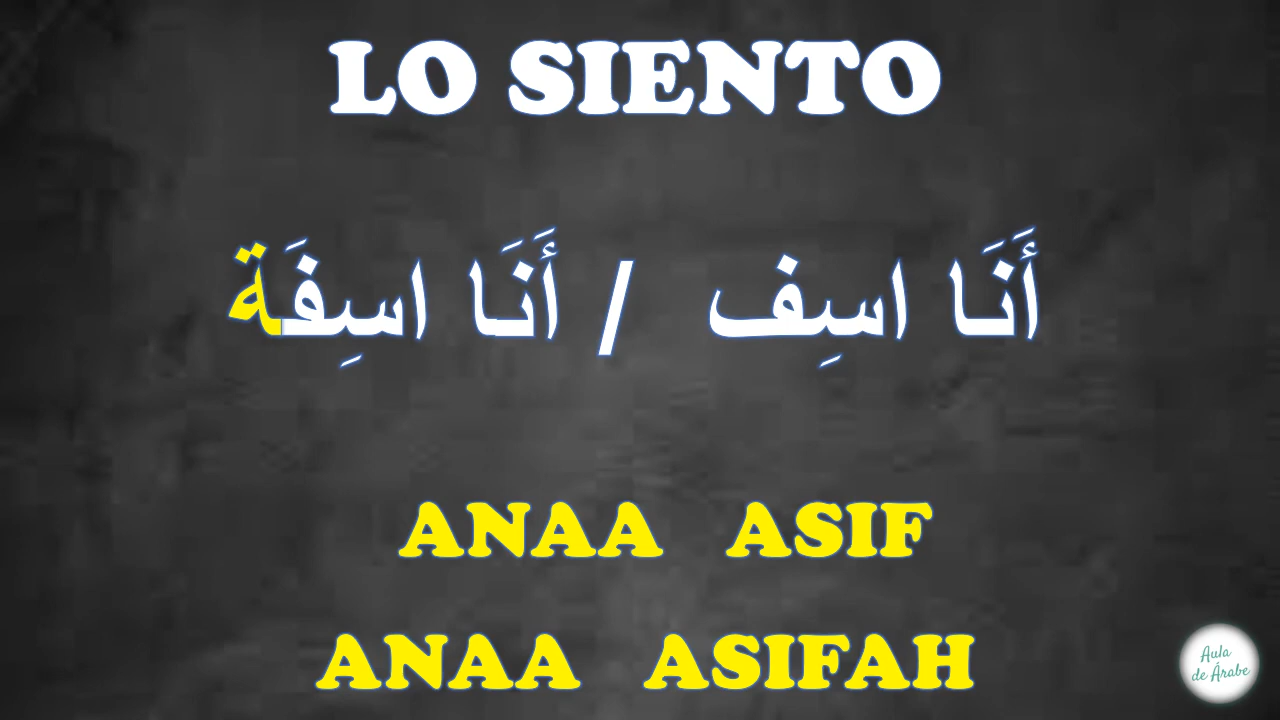 LO SIENTO
أَنَا اسِف / أَنَا اسِفَة
ANAA ASIF
ANAA ASIFAH
Aula
de Árabe